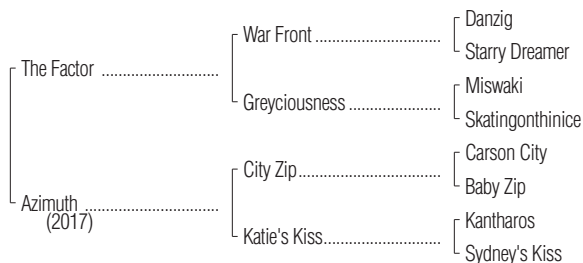 The Factor
Azimuth
(2017)
War Front
Greyciousness
City Zip
Katie's Kiss
Danzig
Starry Dreamer
Miswaki
Skatingonthinice
Carson City
Baby Zip
Kantharos
Sydney's Kiss